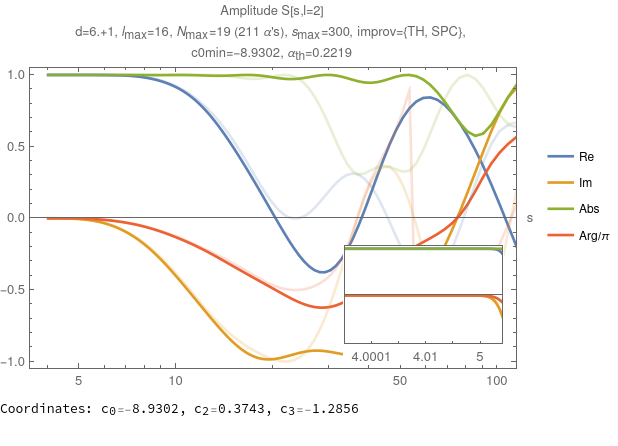 Amplitude S[s,l=2]
d=6.+1, lmax=16, Nmax=19 (211 α's), smax=300, improv={TH, SPC},
c0min=-8.9302, αth=0.2219
1.0
0.5
0.0
-0.5
-1.0
s
Re
Im
Abs
Arg/π
4.0001 4.01 5
5 10 50 100
Coordinates: c0=-8.9302, c2=0.3743, c3=-1.2856